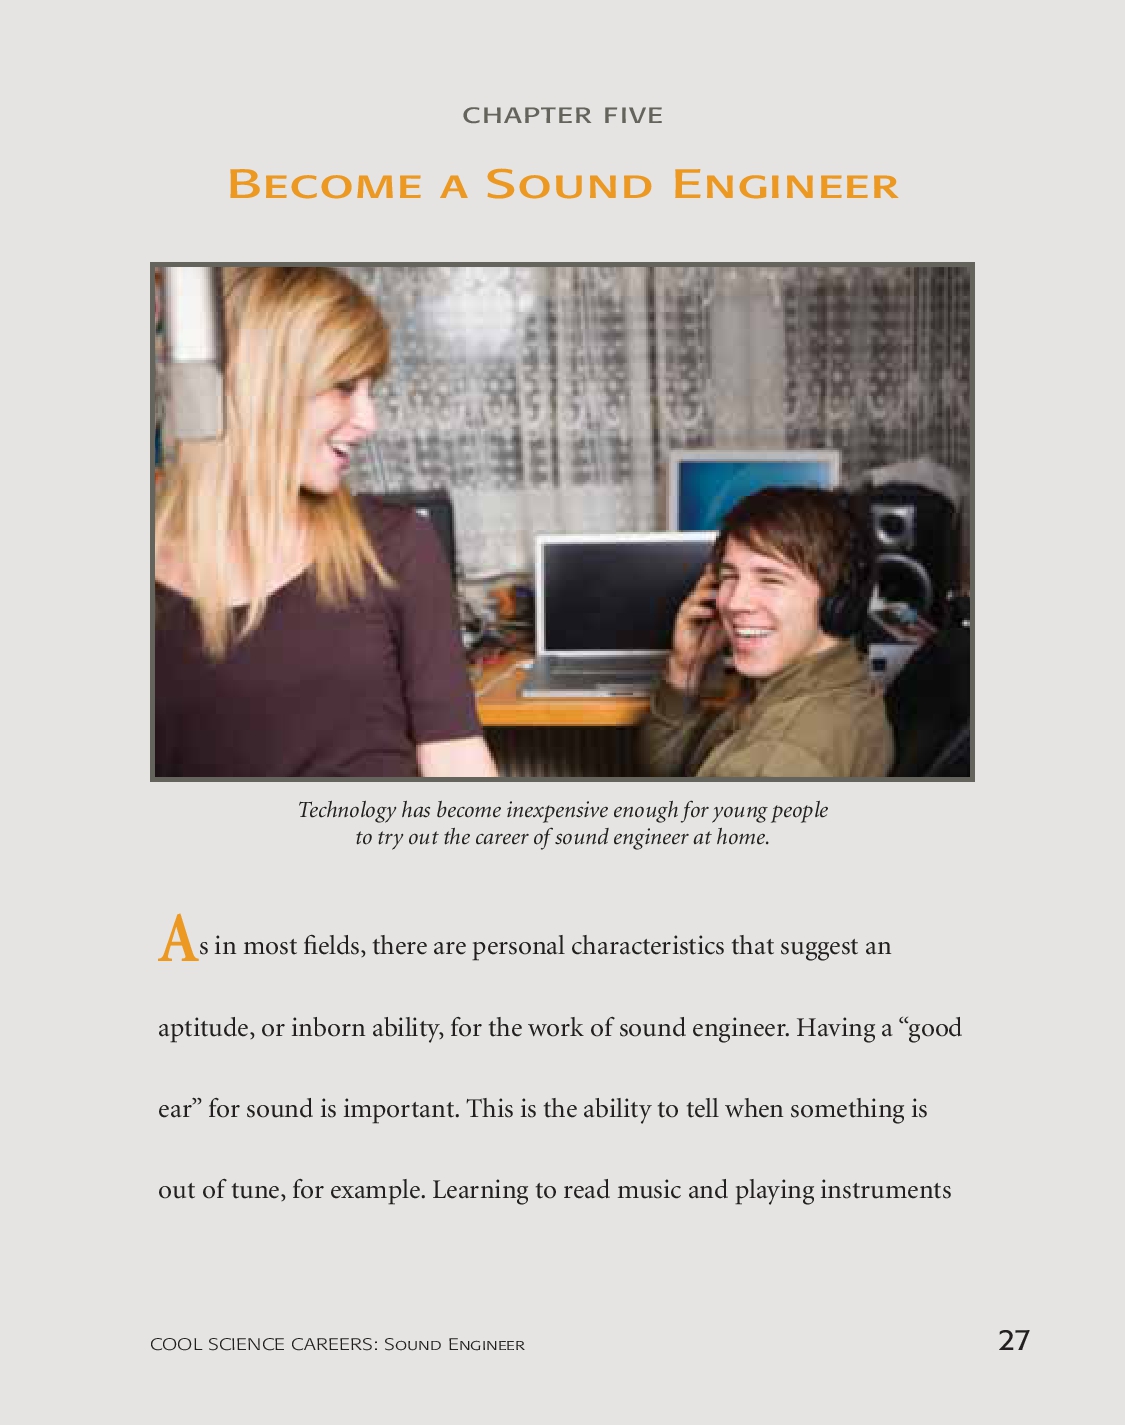 CHAPTER FIVE
BECOME A SOUND ENGINEER
Technology has become inexpensive enough for young people
to try out the career of sound engineer at home.
As in most fields, there are personal characteristics that suggest an
aptitude, or inborn ability, for the work of sound engineer. Having a “good
ear” for sound is important. This is the ability to tell when something is
out of tune, for example. Learning to read music and playing instruments
COOL SCIENCE CAREERS: SOUND ENGINEER
27